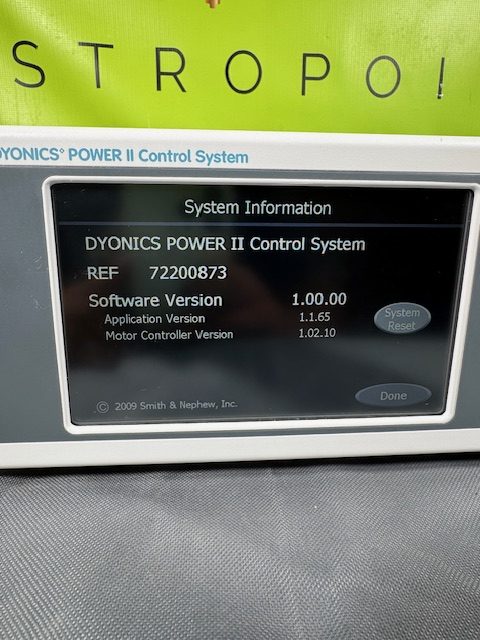 STROPO
DYONICS° POWER II Control System
System Information
DYONICS POWER II Control System
REF 72200873
Software Version 1.00.00
Application Version 1.1.65
Motor Controller Version 1.02.10
System
Reset
Done
© 2009 Smith & Nephew, Inc.